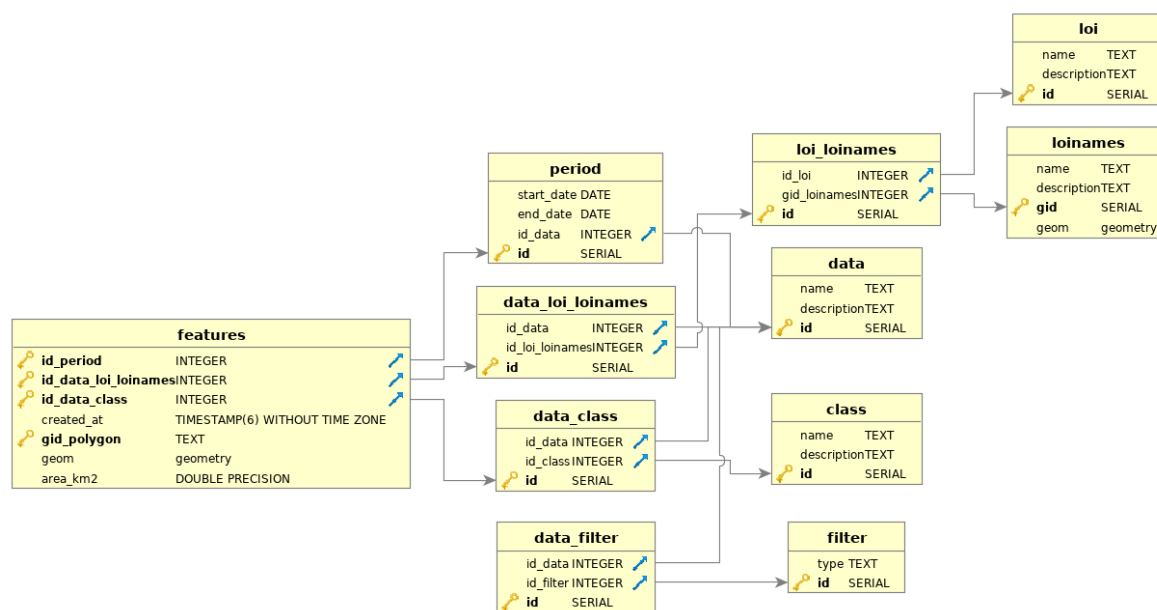 loi
name TEXT
description TEXT
id SERIAL
loinames
name TEXT
description TEXT
gid SERIAL
geom geometry
loi_loinames
id_loi INTEGER
gid_loinames INTEGER
id SERIAL
period
start_date DATE
end_date DATE
id_data INTEGER
id SERIAL
data
name TEXT
description TEXT
id SERIAL
data_loi_loinames
id_data INTEGER
id_loi_loinames INTEGER
id SERIAL
features
id_period INTEGER
id_data_loi_loinames INTEGER
id_data_class INTEGER
created_at TIMESTAMP(6) WITHOUT TIME ZONE
gid_polygon TEXT
geom geometry
area_km2 DOUBLE PRECISION
data_class
id_data INTEGER
id_class INTEGER
id SERIAL
class
name TEXT
description TEXT
id SERIAL
data_filter
id_data INTEGER
id_filter INTEGER
id SERIAL
filter
type TEXT
id SERIAL